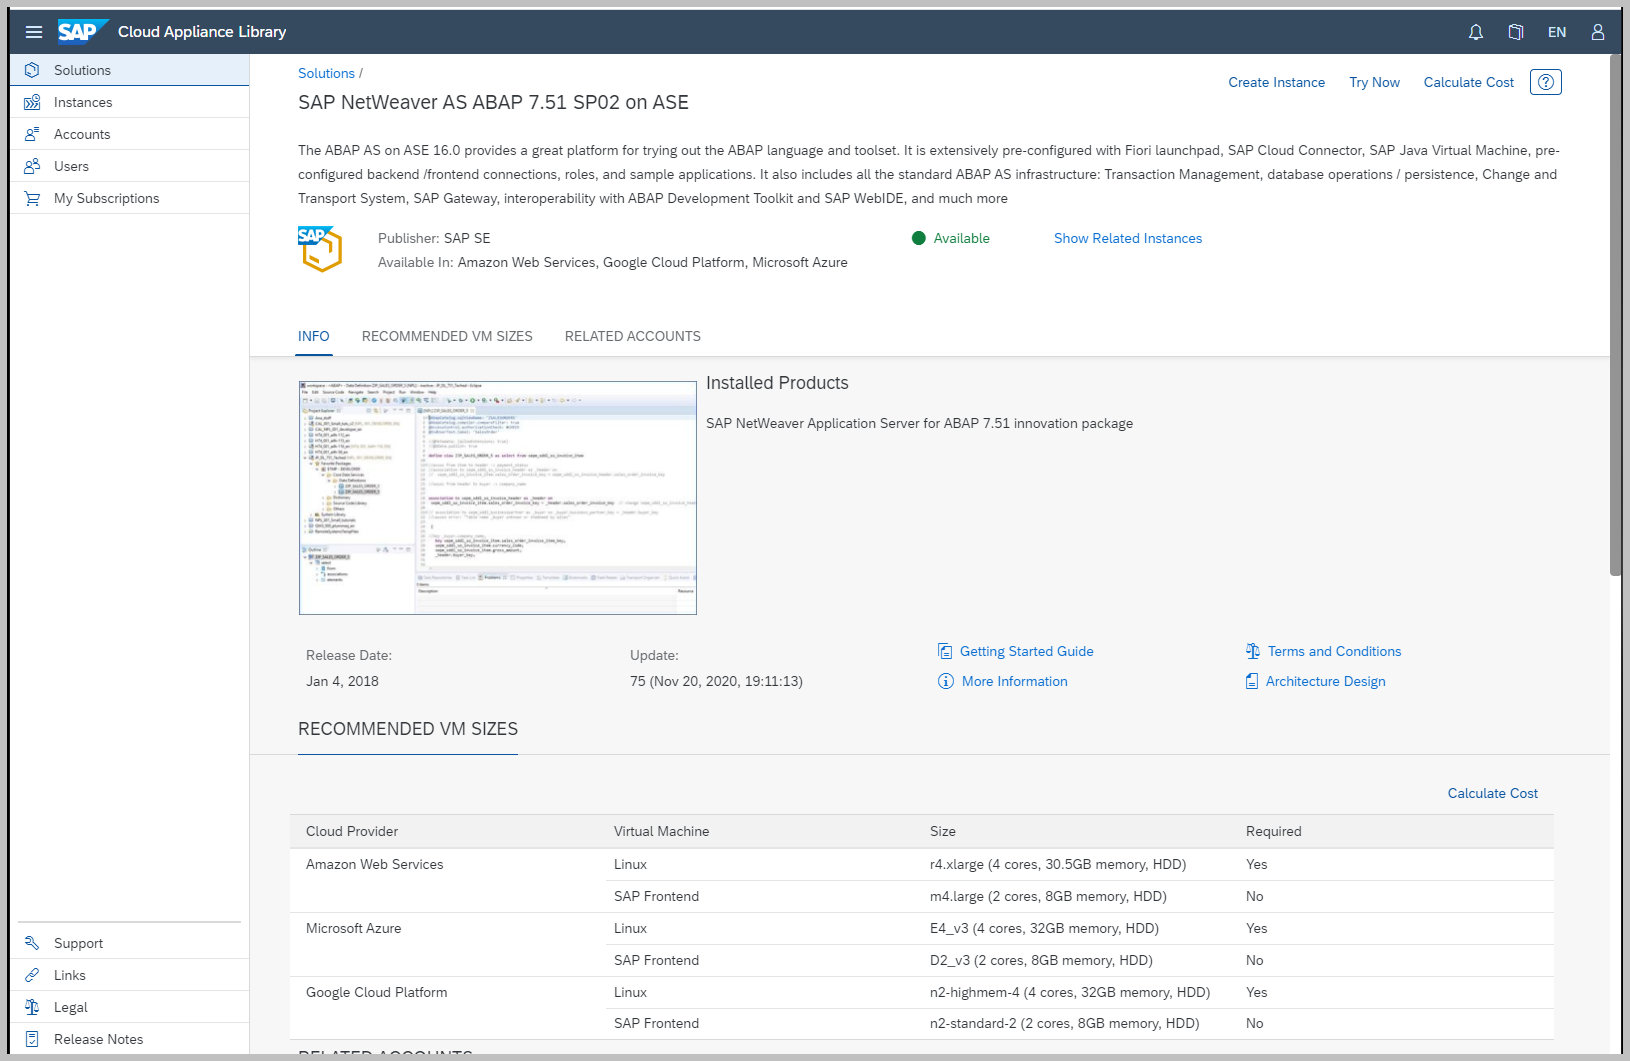 SAP Cloud Appliance Library
EN
Solutions
Instances
Accounts
Users
My Subscriptions
Support
Links
Legal
Release Notes
Solutions /
SAP NetWeaver AS ABAP 7.51 SP02 on ASE
Create Instance Try Now Calculate Cost ?
The ABAP AS on ASE 16.0 provides a great platform for trying out the ABAP language and toolset. It is extensively pre-configured with Fiori launchpad, SAP Cloud Connector, SAP Java Virtual Machine, pre-
configured backend /frontend connections, roles, and sample applications. It also includes all the standard ABAP AS infrastructure: Transaction Management, database operations / persistence, Change and
Transport System, SAP Gateway, interoperability with ABAP Development Toolkit and SAP WebIDE, and much more
SAP
Publisher: SAP SE
Available In: Amazon Web Services, Google Cloud Platform, Microsoft Azure
Available
Show Related Instances
INFO RECOMMENDED VM SIZES RELATED ACCOUNTS
Installed Products
SAP NetWeaver Application Server for ABAP 7.51 innovation package
Release Date:
Jan 4, 2018
Update:
75 (Nov 20, 2020, 19:11:13)
Getting Started Guide
More Information
Terms and Conditions
Architecture Design
RECOMMENDED VM SIZES
Calculate Cost
Cloud Provider Virtual Machine Size Required
Amazon Web Services Linux r4.xlarge (4 cores, 30.5GB memory, HDD) Yes
SAP Frontend m4.large (2 cores, 8GB memory, HDD) No
Microsoft Azure Linux E4_v3 (4 cores, 32GB memory, HDD) Yes
SAP Frontend D2_v3 (2 cores, 8GB memory, HDD) No
Google Cloud Platform Linux n2-highmem-4 (4 cores, 32GB memory, HDD) Yes
SAP Frontend n2-standard-2 (2 cores, 8GB memory, HDD) No
RELATED ACCOUNTS